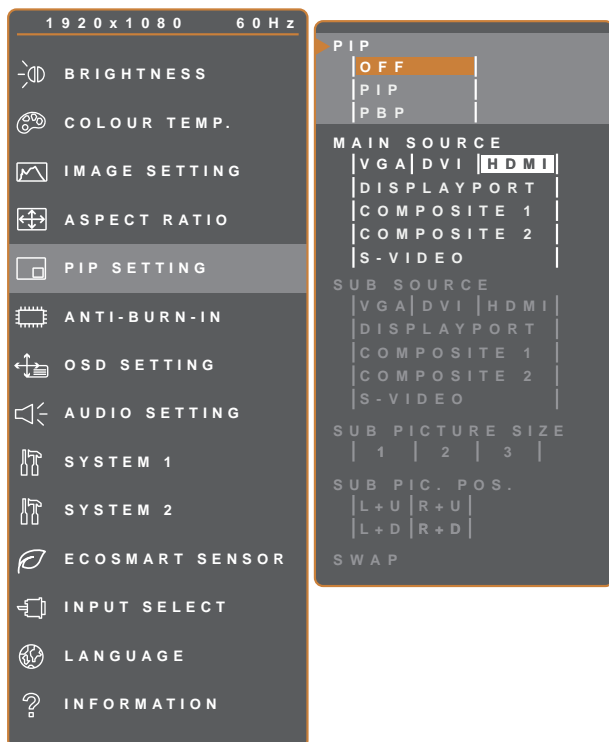 1920x1080 60Hz
BRIGHTNESS
COLOUR TEMP.
IMAGE SETTING
ASPECT RATIO
PIP SETTING
ANTI-BURN-IN
OSD SETTING
AUDIO SETTING
SYSTEM 1
SYSTEM 2
ECOSMART SENSOR
INPUT SELECT
LANGUAGE
INFORMATION
PIP
OFF
PIP
PBP
MAIN SOURCE
VGA DVI HDMI
DISPLAYPORT
COMPOSITE 1
COMPOSITE 2
S-VIDEO
SUB SOURCE
VGA DVI HDMI
DISPLAYPORT
COMPOSITE 1
COMPOSITE 2
S-VIDEO
SUB PICTURE SIZE
1 2 3
SUB PIC. POS.
L+U R+U
L+D R+D
SWAP